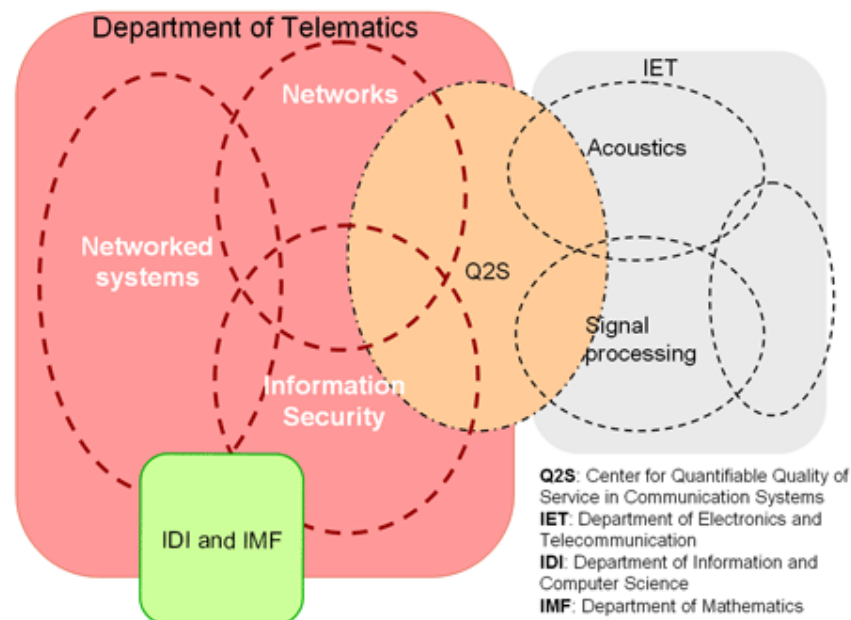 Department of Telematics
IET
Networks
Acoustics
Networked
systems
Q2S
Signal
processing
Information
Security
IDI and IMF
Q2S: Center for Quantifiable Quality of
Service in Communication Systems
IET: Department of Electronics and
Telecommunication
IDI: Department of Information and
Computer Science
IMF: Department of Mathematics